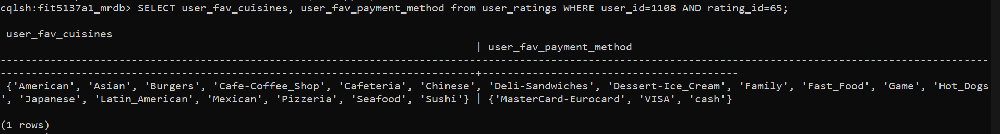 cqlsh:fit5137a1_mrdb> SELECT user_fav_cuisines, user_fav_payment_method from user_ratings WHERE user_id=1108 AND rating_id=65;
user_fav_cuisines
| user_fav_payment_method
-----------------------------------------------------------------------------------------------------------------------------------------------------------------
------------------------------------------------------------------------------+------------------------------------------
{'American', 'Asian', 'Burgers', 'Cafe-Coffee_Shop', 'Cafeteria', 'Chinese', 'Deli-Sandwiches', 'Dessert-Ice_Cream', 'Family', 'Fast_Food', 'Game', 'Hot_Dogs
', 'Japanese', 'Latin_American', 'Mexican', 'Pizzeria', 'Seafood', 'Sushi'} | {'MasterCard-Eurocard', 'VISA', 'cash'}
(1 rows)